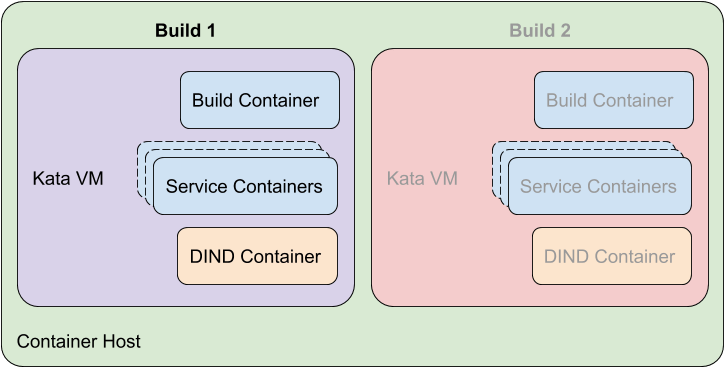 Build 1
Build Container
Kata VM
Service Containers
DIND Container
Build 2
Build Container
Kata VM
Service Containers
DIND Container
Container Host